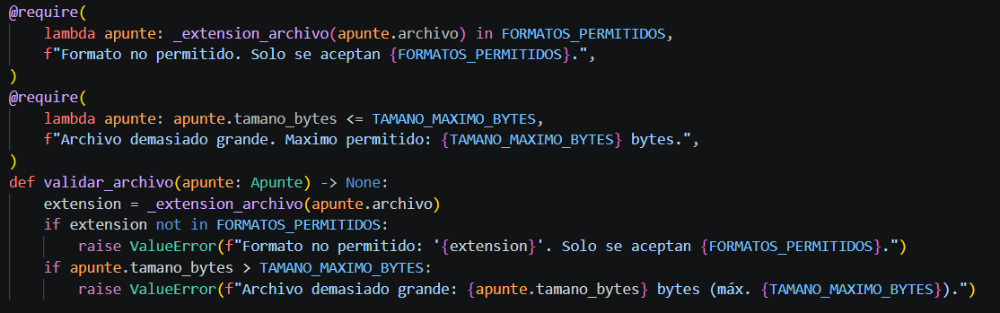 @require(
    lambda apunte: _extension_archivo(apunte.archivo) in FORMATOS_PERMITIDOS,
    f"Formato no permitido. Solo se aceptan {FORMATOS_PERMITIDOS}.",
)
@require(
    lambda apunte: apunte.tamano_bytes <= TAMANO_MAXIMO_BYTES,
    f"Archivo demasiado grande. Maximo permitido: {TAMANO_MAXIMO_BYTES} bytes.",
)
def validar_archivo(apunte: Apunte) -> None:
    extension = _extension_archivo(apunte.archivo)
    if extension not in FORMATOS_PERMITIDOS:
        raise ValueError(f"Formato no permitido: '{extension}'. Solo se aceptan {FORMATOS_PERMITIDOS}.")
    if apunte.tamano_bytes > TAMANO_MAXIMO_BYTES:
        raise ValueError(f"Archivo demasiado grande: {apunte.tamano_bytes} bytes (máx. {TAMANO_MAXIMO_BYTES}).")